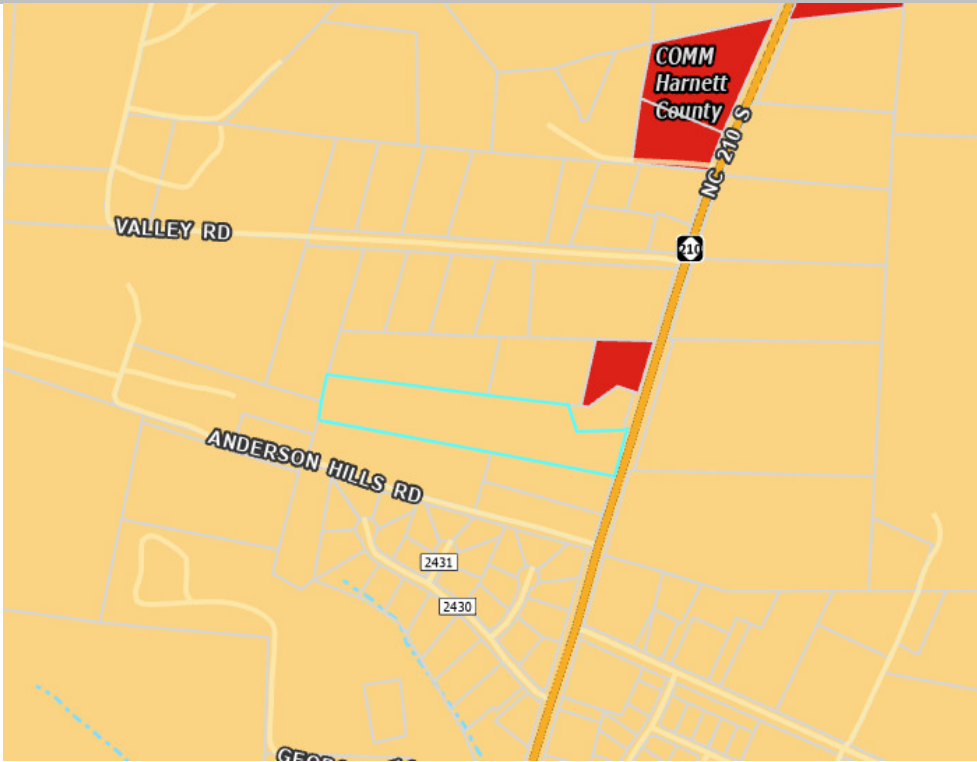 COMM
Harnett
County
NC 210 S
VALLEY RD
210
ANDERSON HILLS RD
2431
2430